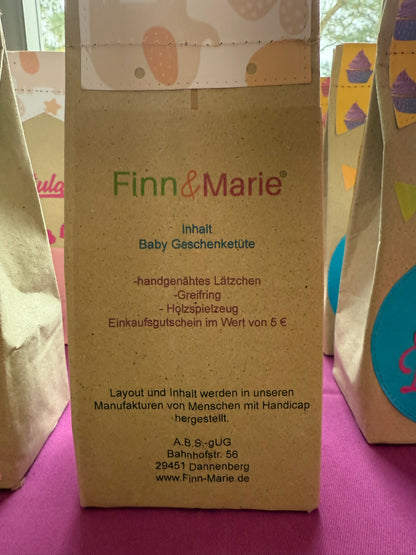 Finn&Marie®
Inhalt
Baby Geschenketüte
-handgenähtes Lätzchen
-Greifring
- Holzspielzeug
Einkaufsgutschein im Wert von 5 €
Layout und Inhalt werden in unseren
Manufakturen von Menschen mit Handicap
hergestellt.
A.B.S.-gUG
Bahnhofstr. 56
29451 Dannenberg
www.Finn-Marie.de